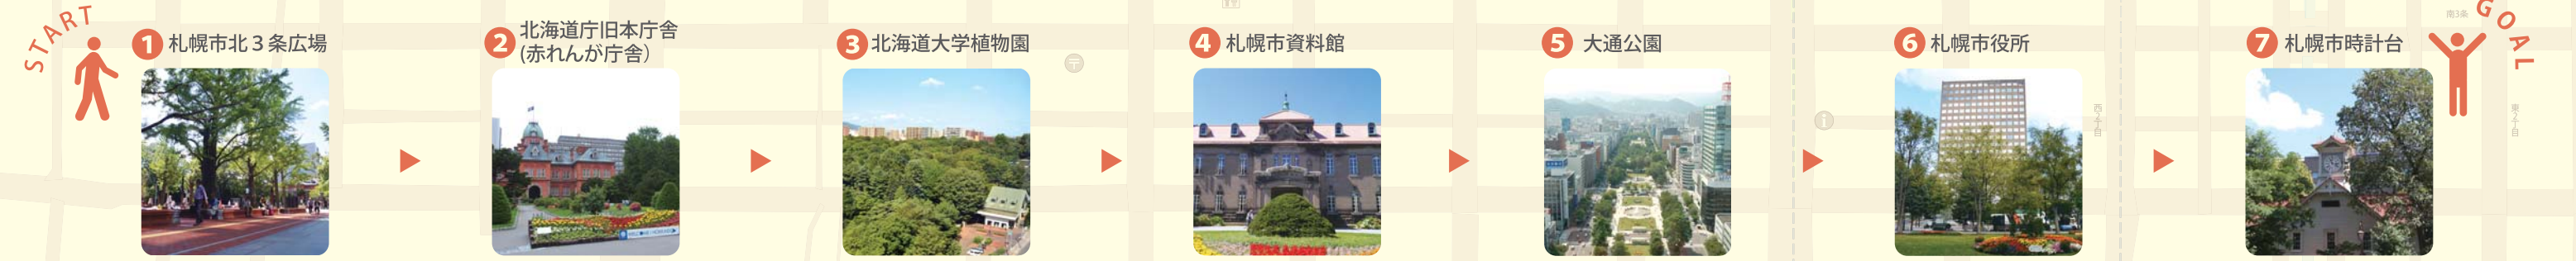 START
1 札幌市北3条広場
2 北海道庁旧本庁舎
(赤れんが庁舎)
3 北海道大学植物園
4 札幌市資料館
5 大通公園
6 札幌市役所
7 札幌市時計台
GOAL
南3条